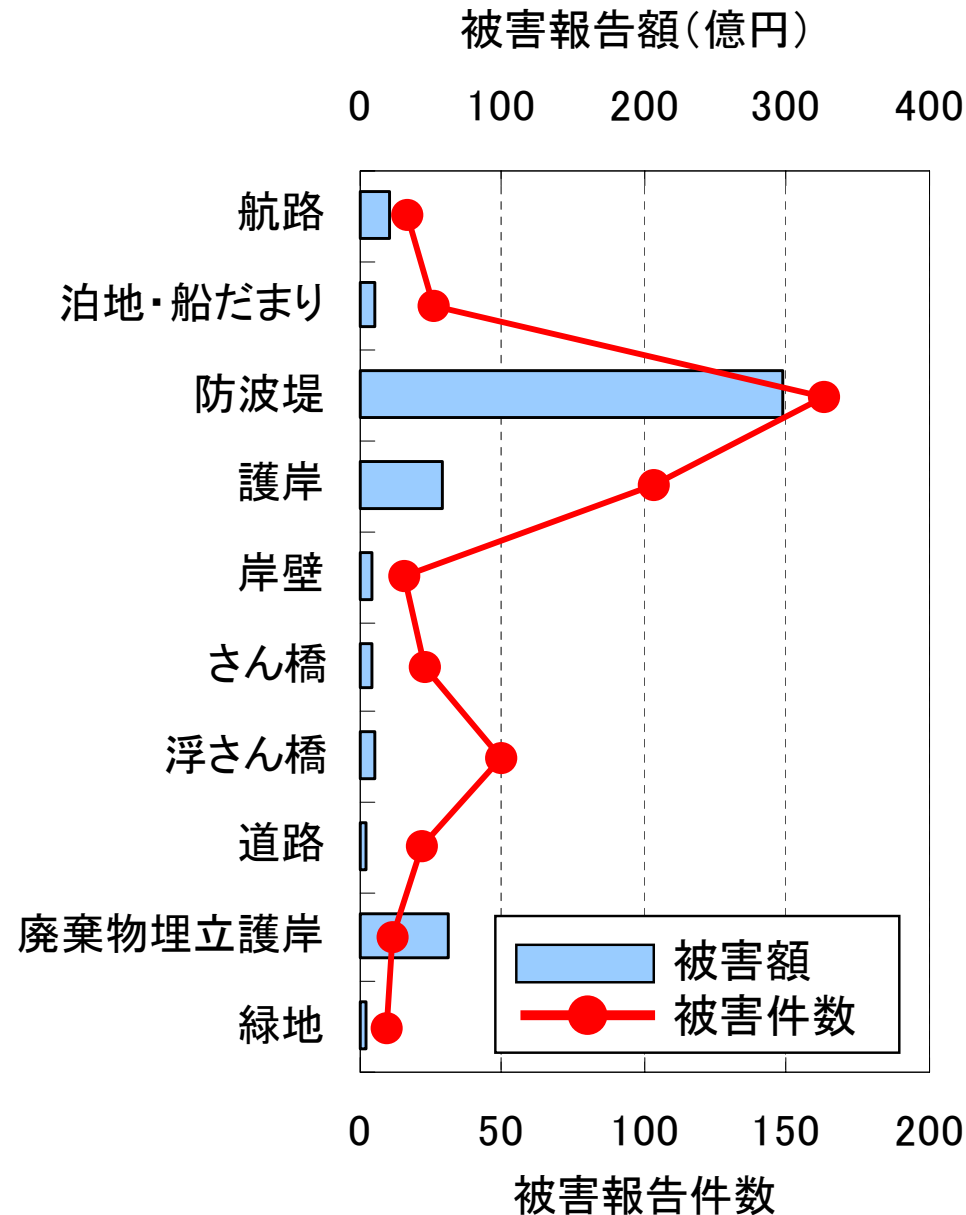 被害報告額(億円)
0 100 200 300 400
航路
泊地・船だまり
防波堤
護岸
岸壁
さん橋
浮さん橋
道路
廃棄物埋立護岸
緑地
被害額
被害件数
0 50 100 150 200
被害報告件数